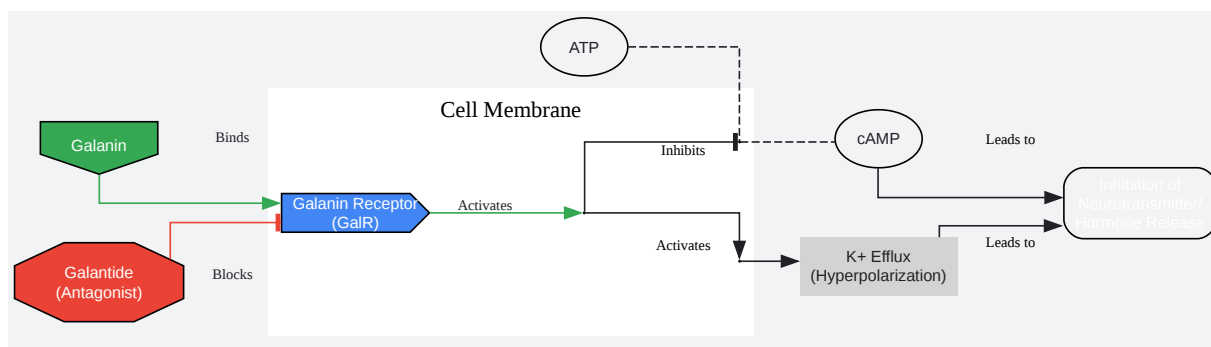 ATP
Cell Membrane
Galanin
Binds
Inhibits
cAMP
Leads to
Galanin Receptor
(GalR)
Activates
Inhibition of
Neurotransmitter/
Hormone Release
Galantide
(Antagonist)
Blocks
Activates
K+ Efflux
(Hyperpolarization)
Leads to